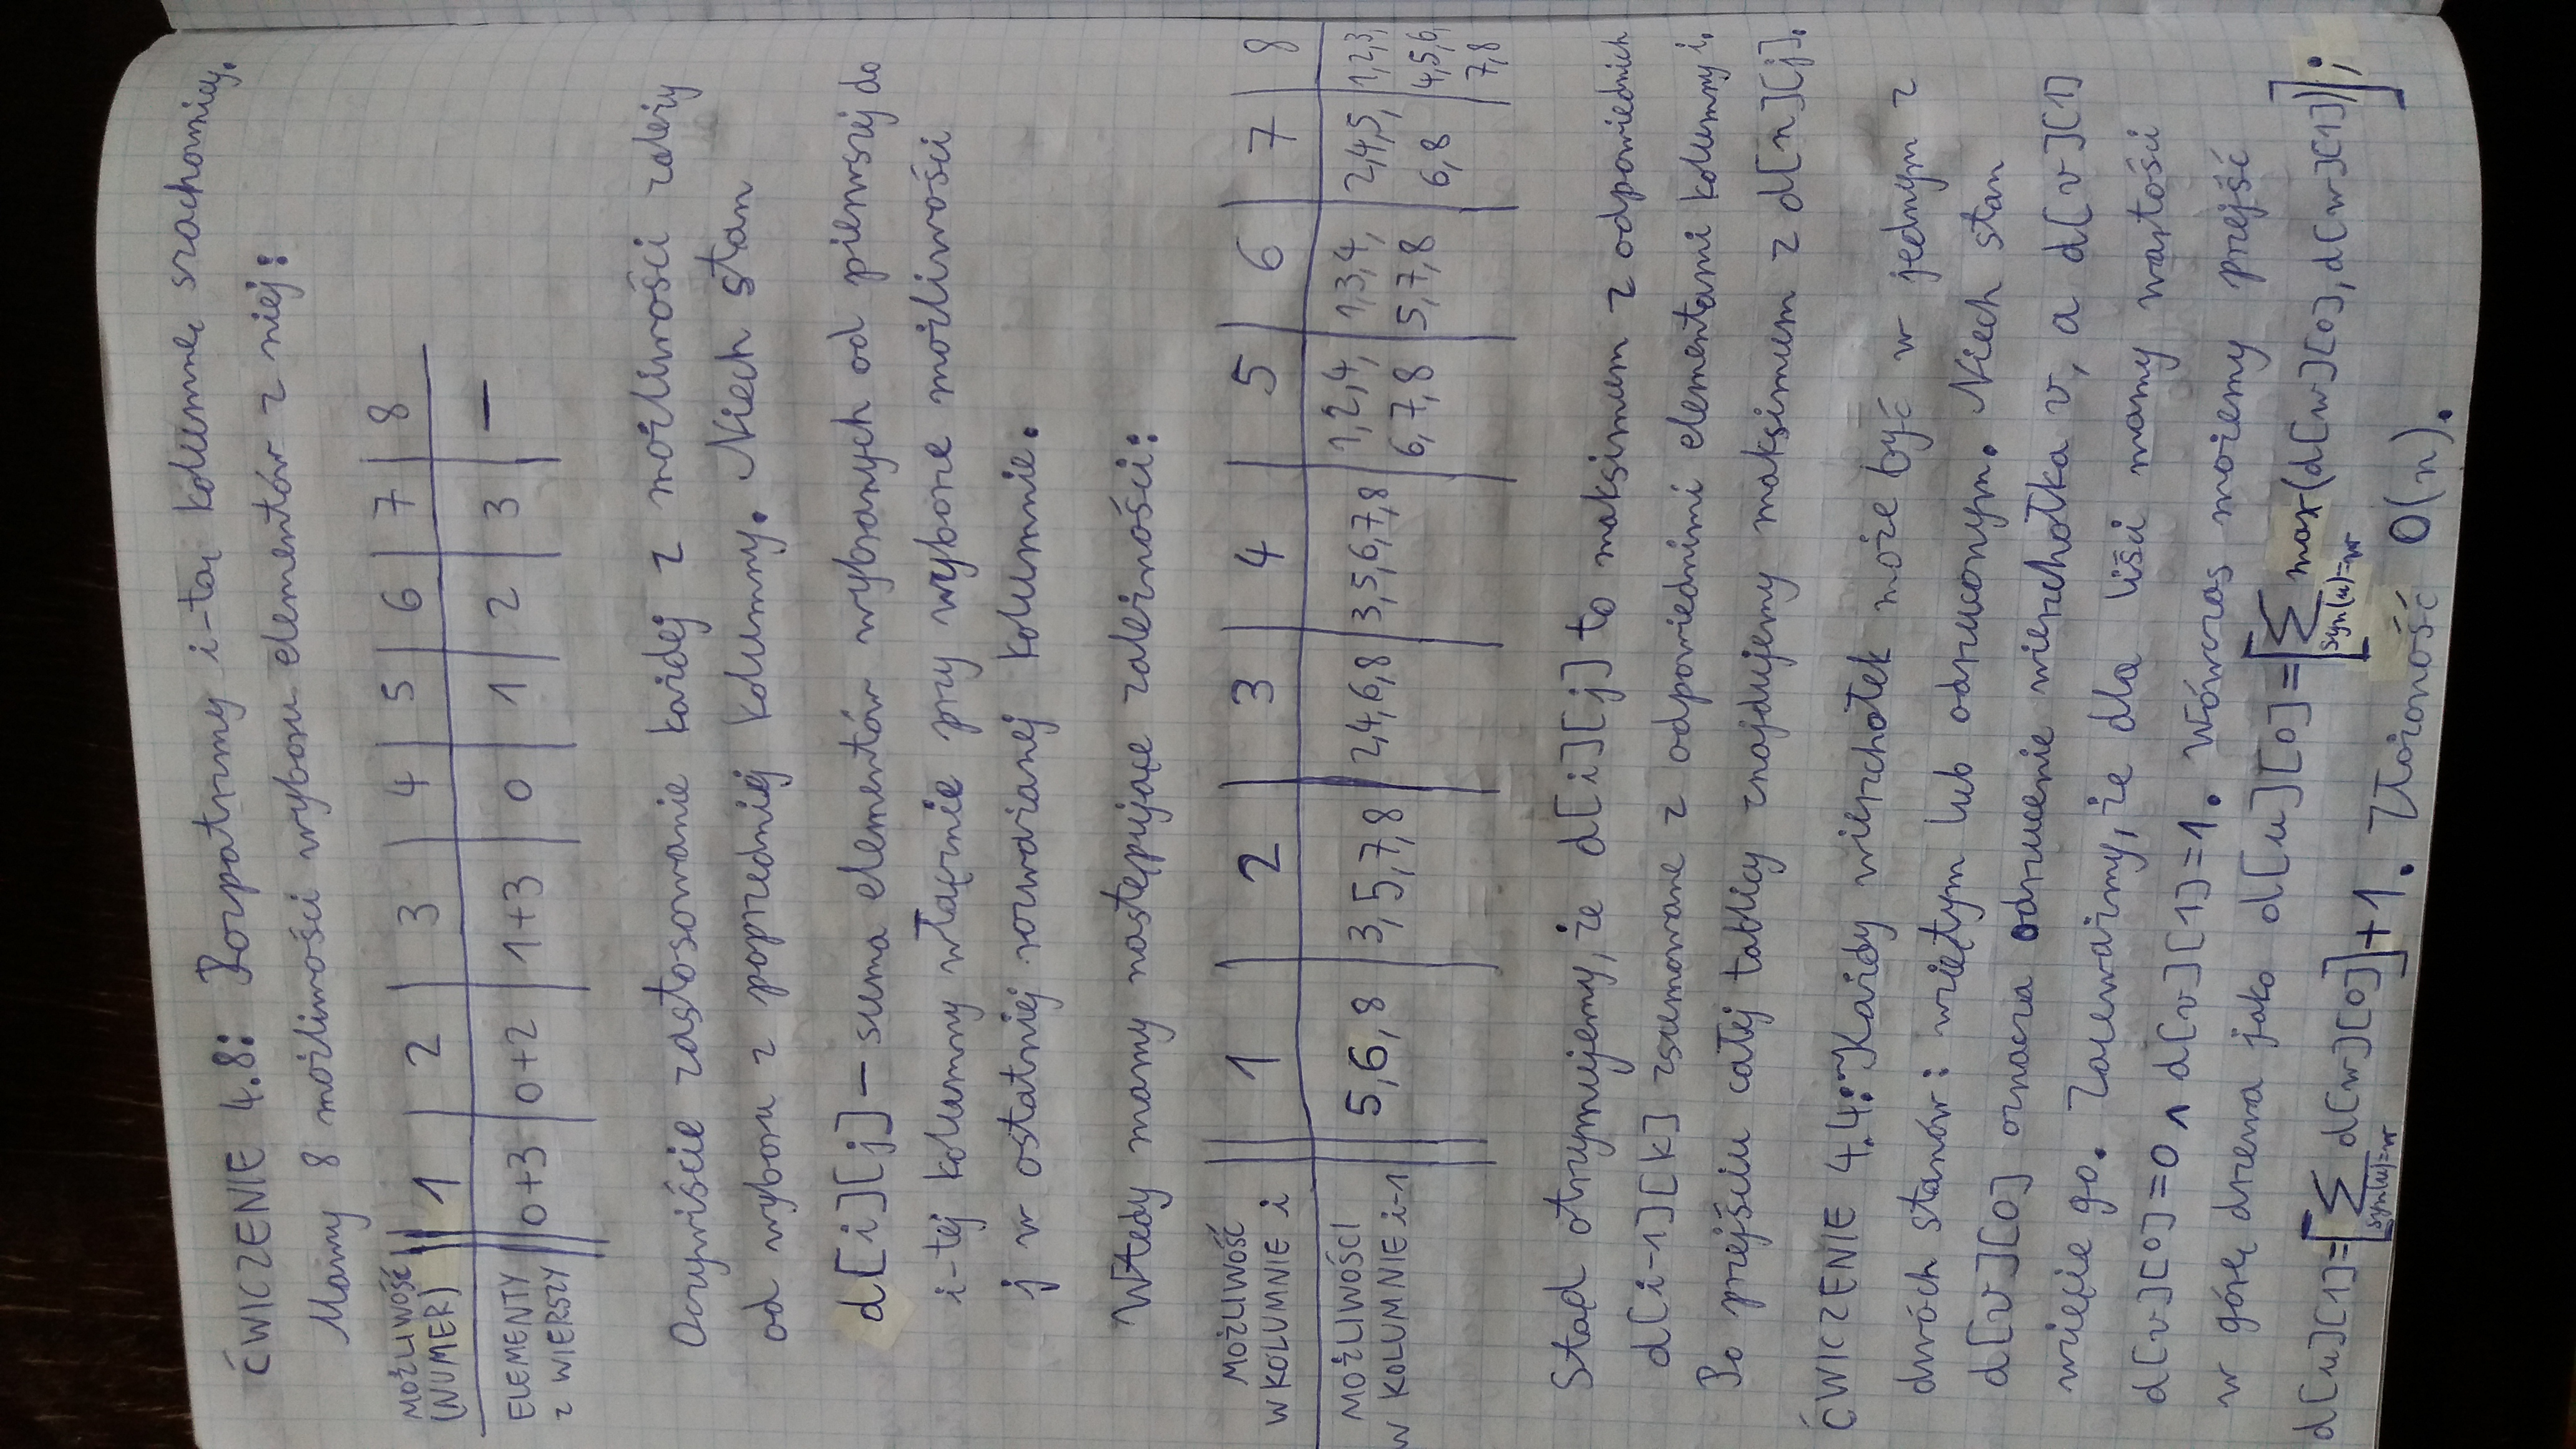 ĆWICZENIE 4.8: Rozpatrzmy i-tą kolumnę szachownicy.
Mamy 8 możliwości wyboru elementów z niej:
MOŻLIWOŚĆ (NUMER) 1 2 3 4 5 6 7 8
ELEMENTY Z WIERSZY 0+3 0+2 1+3 0 1 2 3 —
Oczywiście zastosowanie każdej z możliwości zależy
od wyboru z poprzedniej kolumny. Niech stan
d[i][j] – suma elementów wybranych od pierwszej do
i-tej kolumny włącznie przy wyborze możliwości
j w ostatniej rozważanej kolumnie.
Wtedy mamy następujące zależności:
MOŻLIWOŚĆ W KOLUMNIE i 1 2 3 4 5 6 7 8
MOŻLIWOŚCI W KOLUMNIE i-1 5,6,8 3,5,7,8 2,4,6,8 3,5,6,7,8 1,2,4,6,7,8 1,3,4,5,7,8 2,4,5,6,8 1,2,3,4,5,6,7,8
Stąd otrzymujemy, że d[i][j] to maksimum z odpowiednich
d[i-1][k] zsumowane z odpowiednimi elementami kolumny i.
Po przejściu całej tablicy znajdujemy maksimum z d[n][j].
ĆWICZENIE 4.4: Każdy wierzchołek może być w jednym z
dwóch stanów: wziętym lub odrzuconym. Niech stan
d[v][0] oznacza odrzucenie wierzchołka v, a d[v][1]
wzięcie go. Zauważmy, że dla liści mamy wartości
d[v][0]=0 ∧ d[v][1]=1. Wówczas możemy przejść
w górę drzewa jako d[u][0]=[∑ syn(u)=w max(d[w][0], d[w][1])];
d[u][1]=[∑ syn(u)=w d[w][0]]+1. Złożoność O(n).